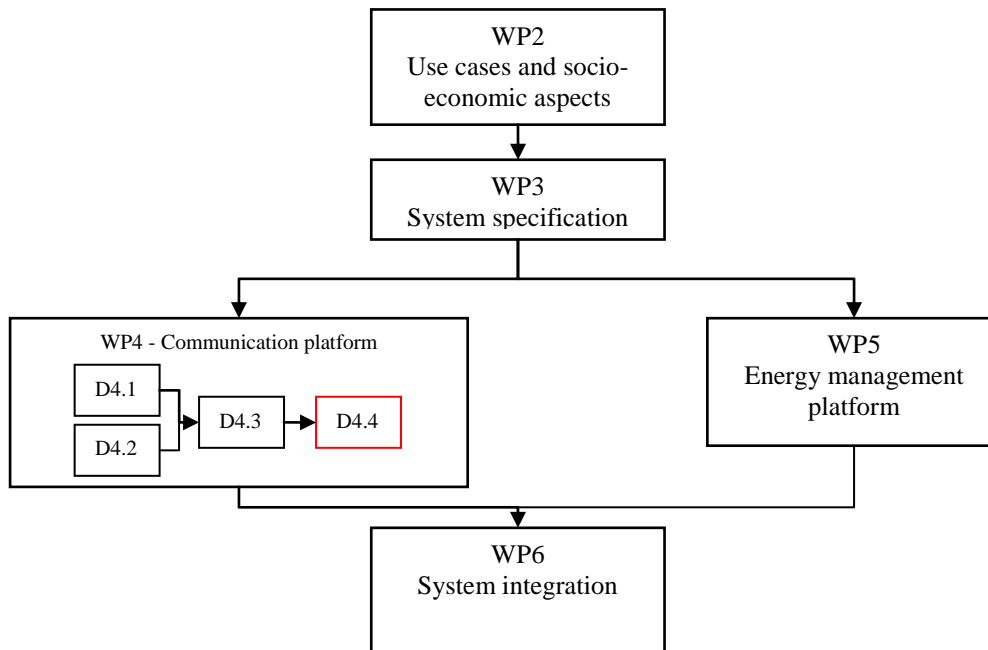 WP2
Use cases and socio-
economic aspects
WP3
System specification
WP4 - Communication platform
D4.1
D4.2
D4.3
D4.4
WP5
Energy management
platform
WP6
System integration